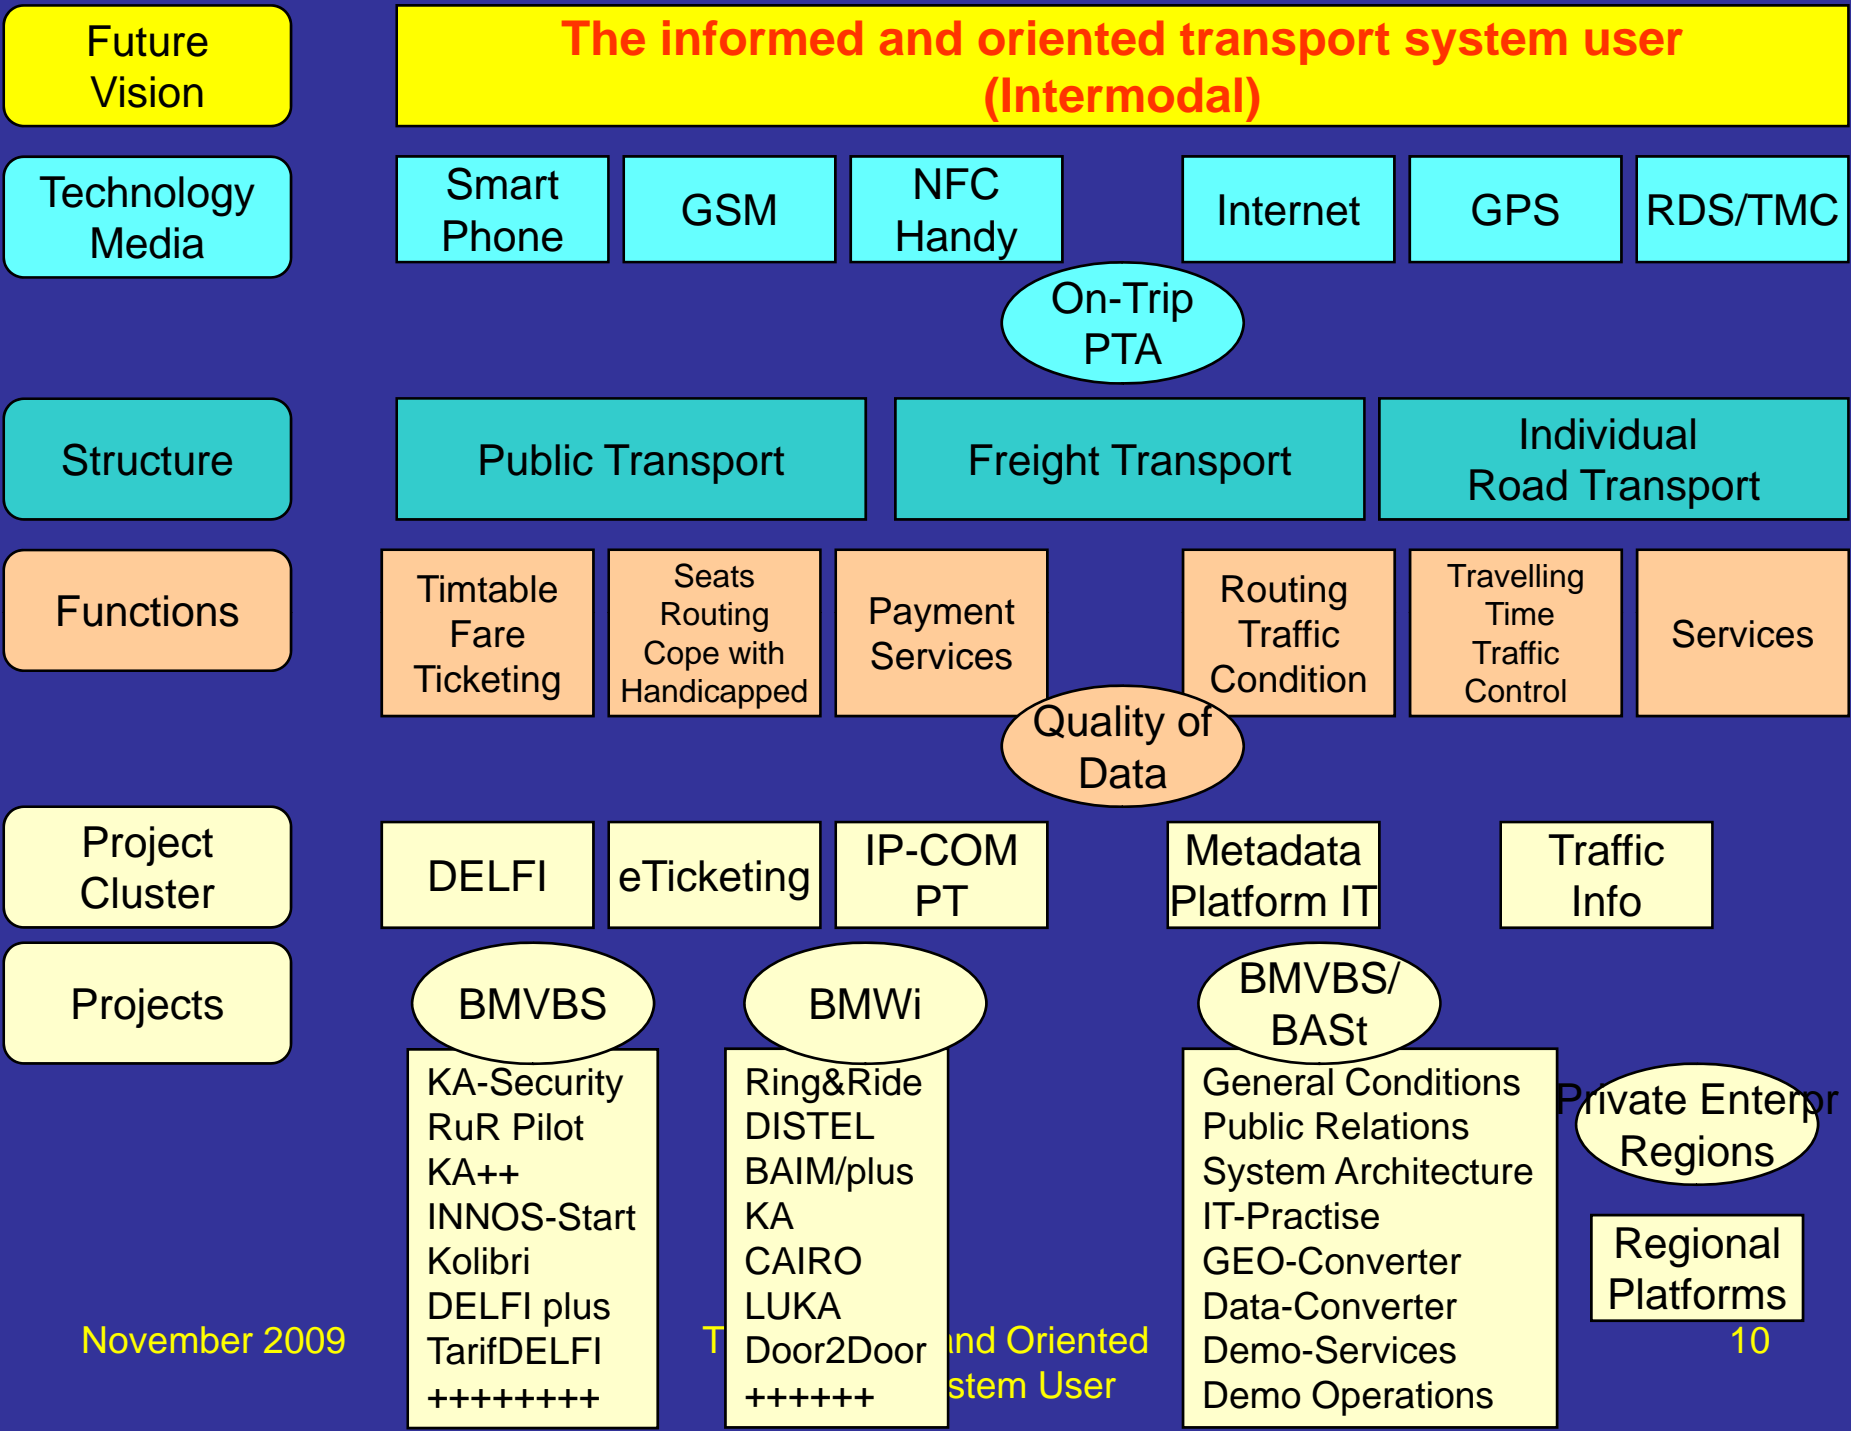 Future
Vision
The informed and oriented transport system user
(Intermodal)
Technology
Media
Smart
Phone
GSM
NFC
Handy
Internet
GPS
RDS/TMC
On-Trip
PTA
Structure
Public Transport
Freight Transport
Individual
Road Transport
Functions
Timtable
Fare
Ticketing
Seats
Routing
Cope with
Handicapped
Payment
Services
Routing
Traffic
Condition
Travelling
Time
Traffic
Control
Services
Quality of
Data
Project
Cluster
DELFI
eTicketing
IP-COM
PT
Metadata
Platform IT
Traffic
Info
Projects
BMVBS
KA-Security
RuR Pilot
KA++
INNOS-Start
Kolibri
DELFI plus
TarifDELFI
++++++++
BMWi
Ring&Ride
DISTEL
BAIM/plus
KA
CAIRO
LUKA
Door2Door
++++++
BMVBS/
BASt
General Conditions
Public Relations
System Architecture
IT-Practise
GEO-Converter
Data-Converter
Demo-Services
Demo Operations
Private Enterpr
Regions
Regional
Platforms
November 2009
and Oriented
User
10